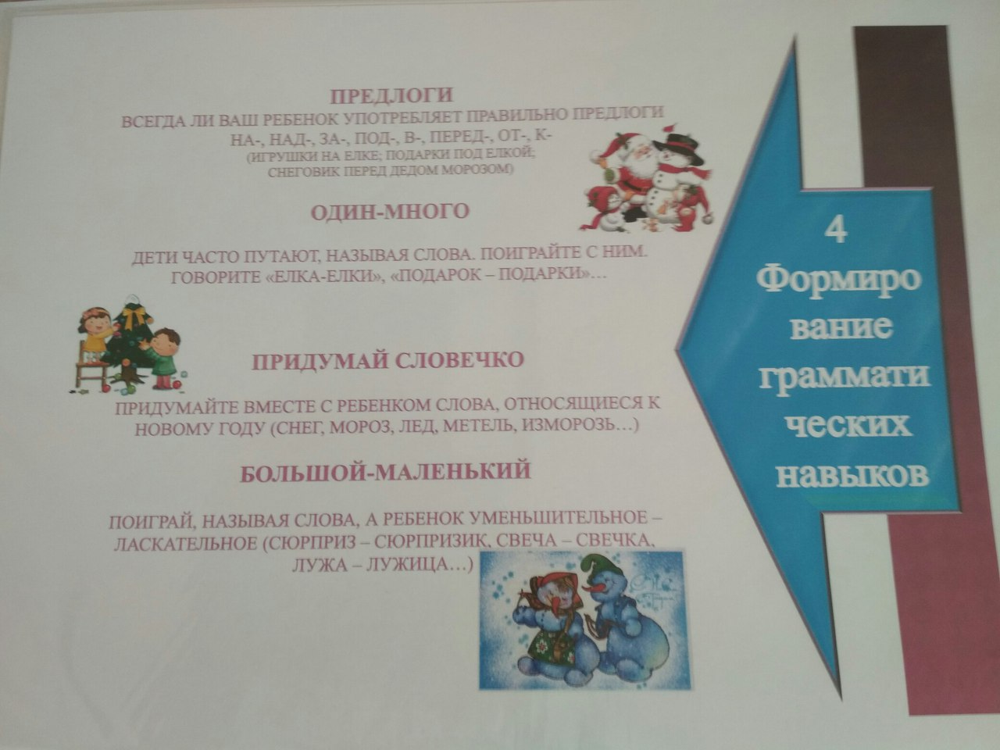 ПРЕДЛОГИ
ВСЕГДА ЛИ ВАШ РЕБЕНОК УПОТРЕБЛЯЕТ ПРАВИЛЬНО ПРЕДЛОГИ
НА-, НАД-, ЗА-, ПОД-, В-, ПЕРЕД-, ОТ-, К-
(ИГРУШКИ НА ЕЛКЕ; ПОДАРКИ ПОД ЕЛКОЙ;
СНЕГОВИК ПЕРЕД ДЕДОМ МОРОЗОМ)
ОДИН-МНОГО
ДЕТИ ЧАСТО ПУТАЮТ, НАЗЫВАЯ СЛОВА. ПОИГРАЙТЕ С НИМ.
ГОВОРИТЕ «ЕЛКА-ЕЛКИ», «ПОДАРОК – ПОДАРКИ»...
ПРИДУМАЙ СЛОВЕЧКО
ПРИДУМАЙТЕ ВМЕСТЕ С РЕБЕНКОМ СЛОВА, ОТНОСЯЩИЕСЯ К
НОВОМУ ГОДУ (СНЕГ, МОРОЗ, ЛЕД, МЕТЕЛЬ, ИЗМОРОЗЬ...)
БОЛЬШОЙ-МАЛЕНЬКИЙ
ПОИГРАЙ, НАЗЫВАЯ СЛОВА, А РЕБЕНОК УМЕНЬШИТЕЛЬНОЕ –
ЛАСКАТЕЛЬНОЕ (СЮРПРИЗ – СЮРПРИЗИК, СВЕЧА – СВЕЧКА,
ЛУЖА – ЛУЖИЦА...)
4
Формиро
вание
граммати
ческих
навыков